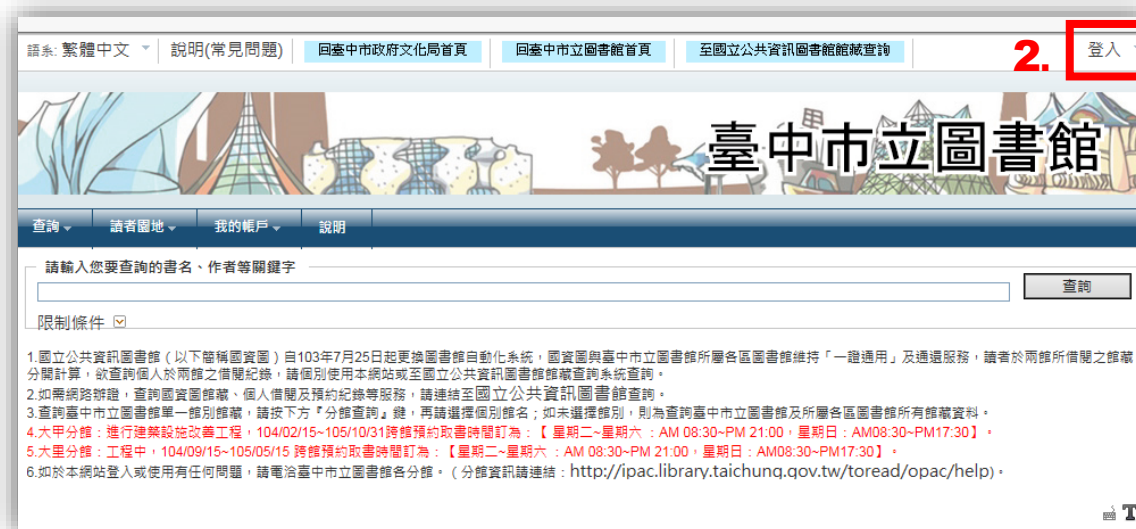 語系: 繁體中文 說明(常見問題) 回臺中市政府文化局首頁 回臺中市立圖書館首頁 至國立公共資訊圖書館館藏查詢 2. 登入
臺中市立圖書館
查詢 讀者園地 我的帳戶 說明
請輸入您要查詢的書名、作者等關鍵字
查詢
限制條件
1.國立公共資訊圖書館(以下簡稱國資圖)自103年7月25日起更換圖書館自動化系統,國資圖與臺中市立圖書館所屬各區圖書館維持「一證通用」及通還服務,讀者於兩館所借閱之館藏
分開計算,欲查詢個人於兩館之借閱紀錄,請個別使用本網站或至國立公共資訊圖書館館藏查詢系統查詢。
2.如需網路辦證,查詢國資圖館藏、個人借閱及預約紀錄等服務,請連結至國立公共資訊圖書館查詢。
3.查詢臺中市立圖書館單一館別館藏,請按下方『分館查詢』鍵,再請選擇個別館名;如未選擇館別,則為查詢臺中市立圖書館及所屬各區圖書館所有館藏資料。
4.大甲分館:進行建築設施改善工程,104/02/15~105/10/31跨館預約取書時間訂為:【 星期二~星期六 :AM 08:30~PM 21:00,星期日:AM08:30~PM17:30】。
5.大里分館:工程中,104/09/15~105/05/15 跨館預約取書時間訂為:【星期二~星期六 :AM 08:30~PM 21:00,星期日:AM08:30~PM17:30】。
6.如於本網站登入或使用有任何問題,請電洽臺中市立圖書館各分館。(分館資訊請連結:http://ipac.library.taichung.gov.tw/toread/opac/help)。
T